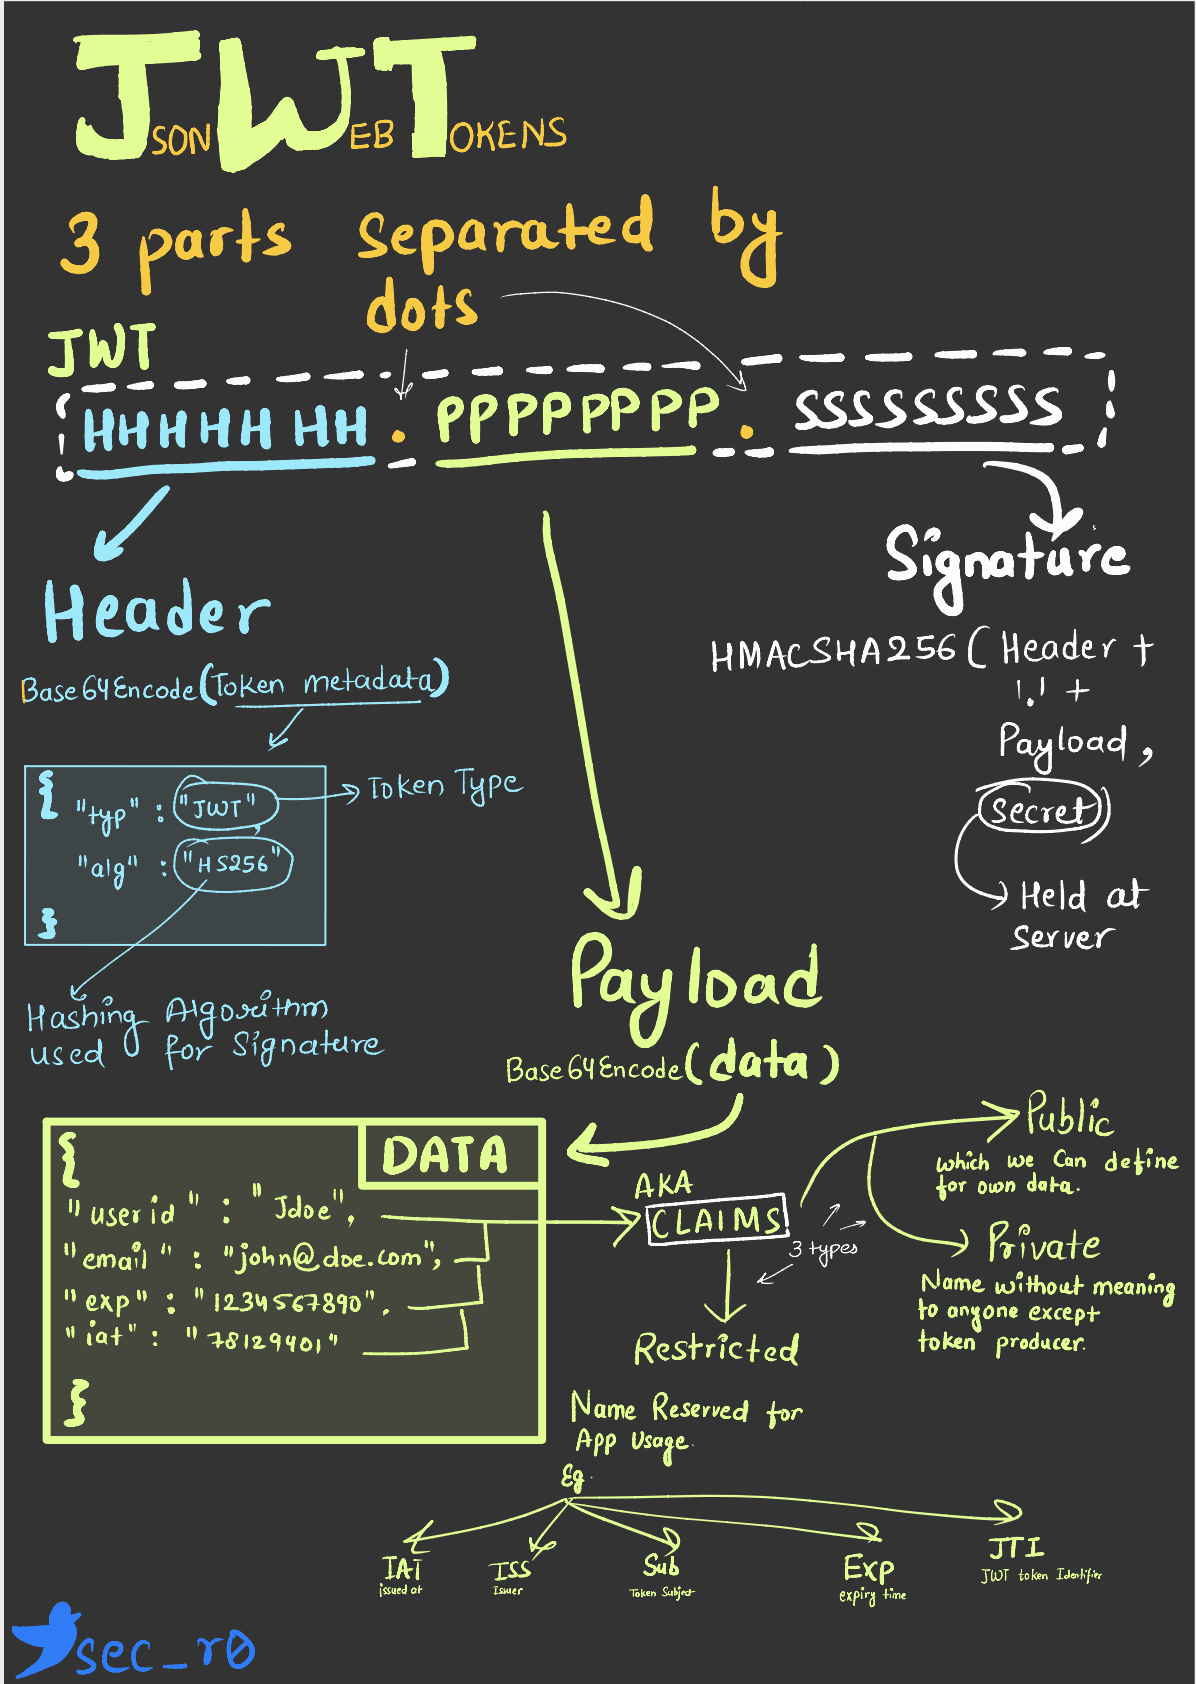 JSON WEB TOKENS
3 parts separated by
dots
JWT
HHHHH HH . PPPPPPPP . SSSSSSSSS
Header
Base64Encode(Token metadata)
{
"typ" : "JWT"
Token Type
"alg" : "HS256"
}
Hashing Algorithm
used for Signature
Signature
HMACSHA256(Header +
'.' +
Payload,
secret)
Held at
Server
Payload
Base64Encode(data)
DATA
{
"userid" : "Jdoe",
"email" : "john@doe.com",
"exp" : "1234567890".
"iat" : "78129401"
}
AKA
CLAIMS
3 types
Public
which we Can define
for own data.
Private
Name without meaning
to anyone except
token producer.
Restricted
Name Reserved for
App Usage.
Eg.
IAT
issued at
ISS
Issuer
Sub
Token Subject
Exp
expiry time
JTI
JWT token Identifier
sec_r0